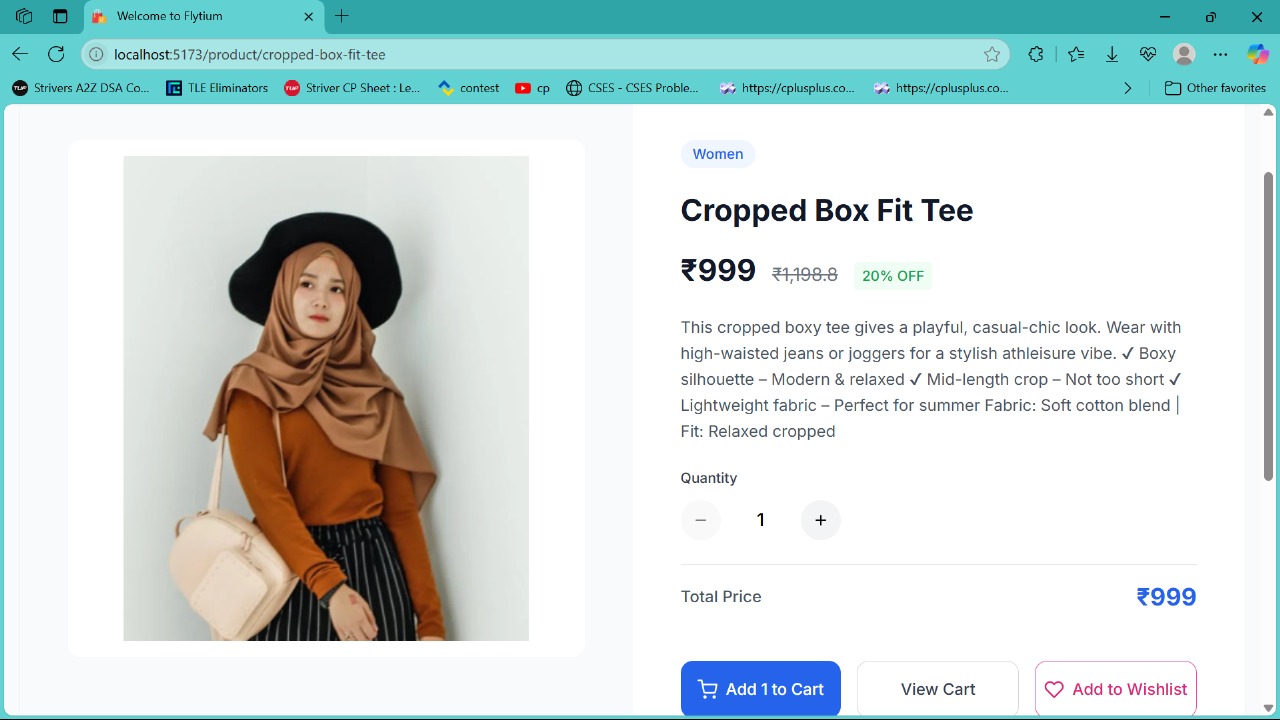 Welcome to Flytium
localhost:5173/product/cropped-box-fit-tee
Strivers A2Z DSA Co...
TLE Eliminators
Striver CP Sheet : Le...
contest
cp
CSES - CSES Proble...
https://cplusplus.co...
https://cplusplus.co...
Other favorites
Women
Cropped Box Fit Tee
₹999 ₹1,198.8 20% OFF
This cropped boxy tee gives a playful, casual-chic look. Wear with
high-waisted jeans or joggers for a stylish athleisure vibe. ✓ Boxy
silhouette – Modern & relaxed ✓ Mid-length crop – Not too short ✓
Lightweight fabric – Perfect for summer Fabric: Soft cotton blend |
Fit: Relaxed cropped
Quantity
− 1 +
Total Price ₹999
Add 1 to Cart
View Cart
Add to Wishlist